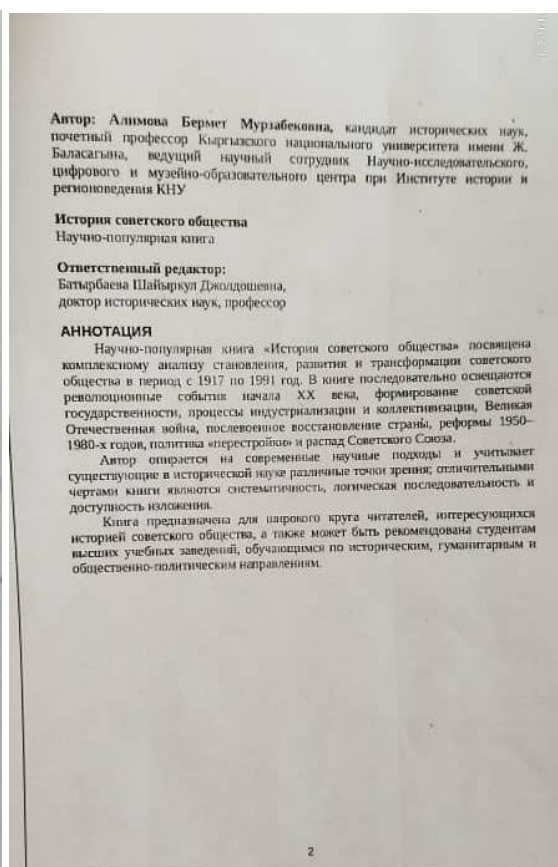 Автор: Алимова Бермет Мурзабековна, кандидат исторических наук,
почетный профессор Кыргызского национального университета имени Ж.
Баласагына, ведущий научный сотрудник Научно-исследовательского,
цифрового и музейно-образовательного центра при Институте истории и
регионоведения КНУ
История советского общества
Научно-популярная книга
Ответственный редактор:
Батырбаева Шайыркул Джолдошевна,
доктор исторических наук, профессор
АННОТАЦИЯ
Научно-популярная книга «История советского общества» посвящена
комплексному анализу становления, развития и трансформации советского
общества в период с 1917 по 1991 год. В книге последовательно освещаются
революционные события начала XX века, формирование советской
государственности, процессы индустриализации и коллективизации, Великая
Отечественная война, послевоенное восстановление страны, реформы 1950–
1980-х годов, политика «перестройки» и распад Советского Союза.
Автор опирается на современные научные подходы и учитывает
существующие в исторической науке различные точки зрения; отличительными
чертами книги являются систематичность, логическая последовательность и
доступность изложения.
Книга предназначена для широкого круга читателей, интересующихся
историей советского общества, а также может быть рекомендована студентам
высших учебных заведений, обучающимся по историческим, гуманитарным и
общественно-политическим направлениям.
2